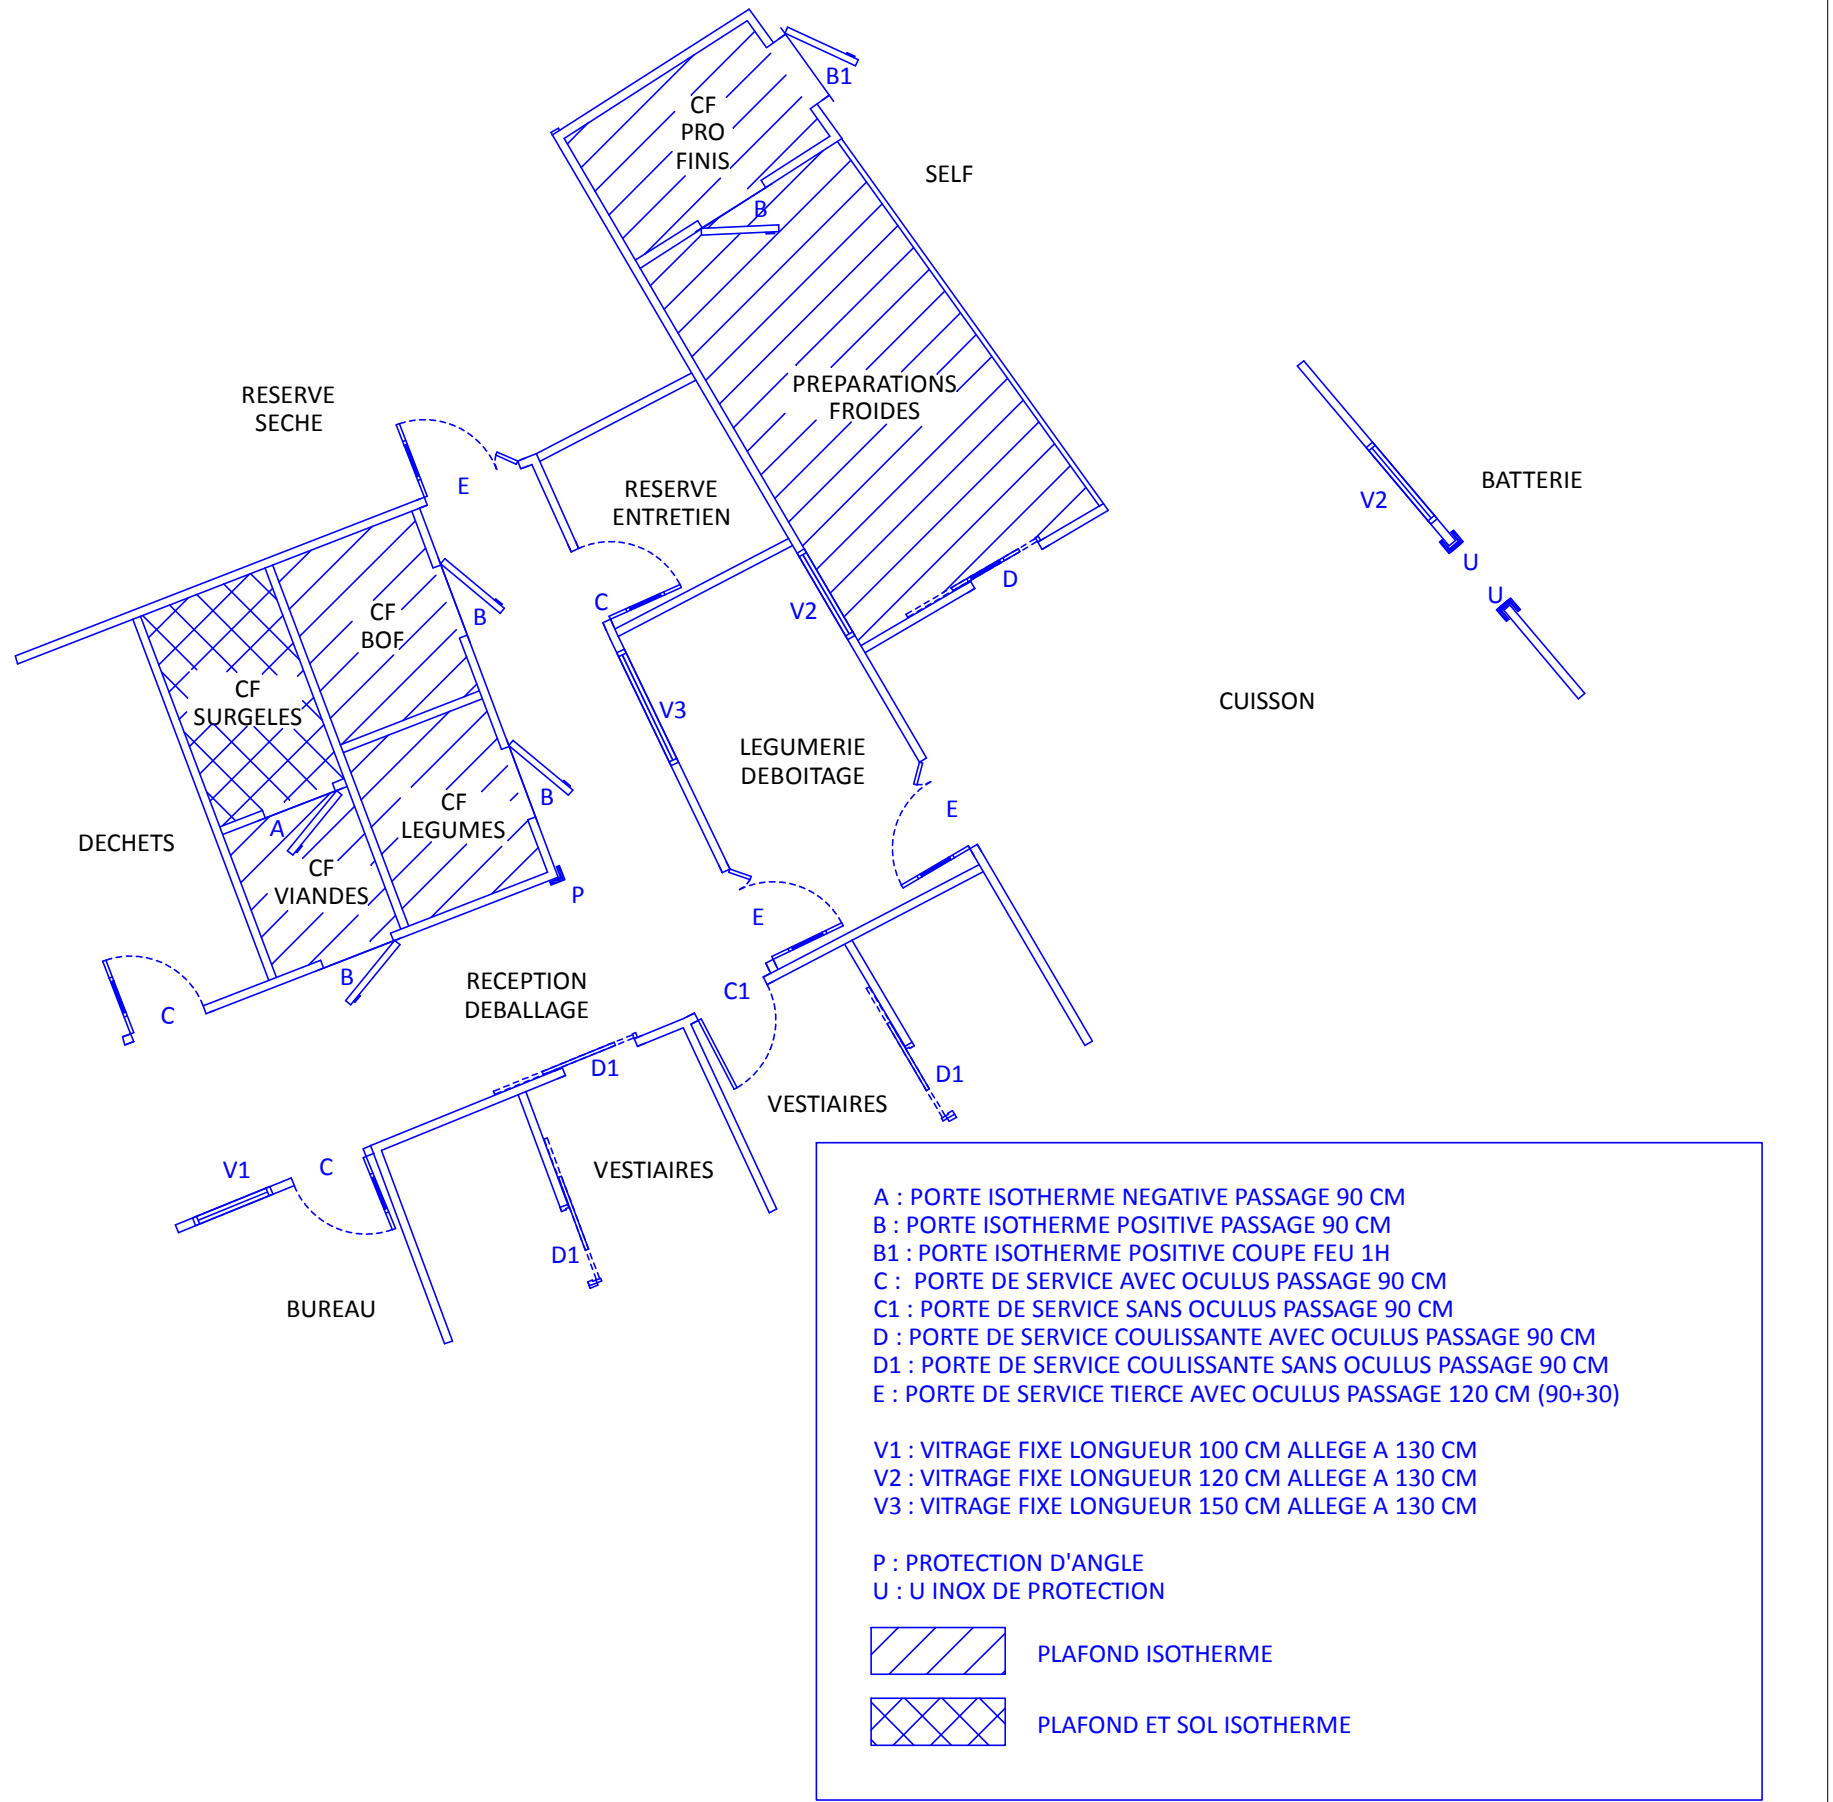 B1
CF
PRO
FINIS
SELF
B
RESERVE
SECHE
PREPARATIONS
FROIDES
E
RESERVE
ENTRETIEN
BATTERIE
V2
U
U
D
C
V2
B
CF
BOF
CF
SURGELES
V3
CUISSON
LEGUMERIE
DEBOITAGE
B
E
CF
LEGUMES
A
DECHETS
CF
VIANDES
P
E
B
RECEPTION
DEBALLAGE
C1
C
D1
D1
VESTIAIRES
V1
C
VESTIAIRES
D1
BUREAU
A : PORTE ISOTHERME NEGATIVE PASSAGE 90 CM
B : PORTE ISOTHERME POSITIVE PASSAGE 90 CM
B1 : PORTE ISOTHERME POSITIVE COUPE FEU 1H
C :  PORTE DE SERVICE AVEC OCULUS PASSAGE 90 CM
C1 : PORTE DE SERVICE SANS OCULUS PASSAGE 90 CM
D : PORTE DE SERVICE COULISSANTE AVEC OCULUS PASSAGE 90 CM
D1 : PORTE DE SERVICE COULISSANTE SANS OCULUS PASSAGE 90 CM
E : PORTE DE SERVICE TIERCE AVEC OCULUS PASSAGE 120 CM (90+30)
V1 : VITRAGE FIXE LONGUEUR 100 CM ALLEGE A 130 CM
V2 : VITRAGE FIXE LONGUEUR 120 CM ALLEGE A 130 CM
V3 : VITRAGE FIXE LONGUEUR 150 CM ALLEGE A 130 CM
P : PROTECTION D'ANGLE
U : U INOX DE PROTECTION
PLAFOND ISOTHERME
PLAFOND ET SOL ISOTHERME